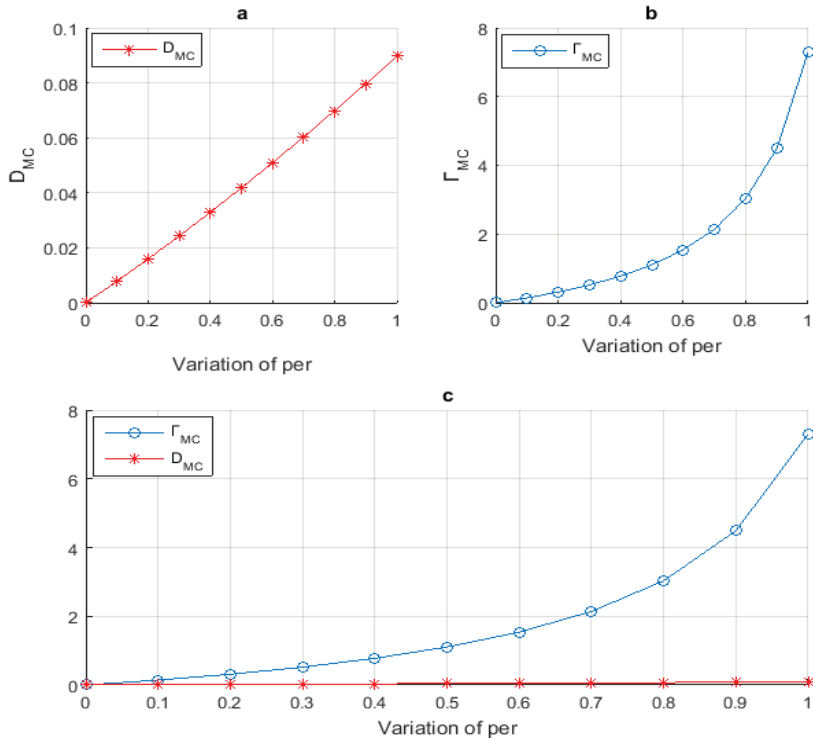 a
D_MC
D_MC
0.1
0.08
0.06
0.04
0.02
0
0 0.2 0.4 0.6 0.8 1
Variation of per
b
Γ_MC
Γ_MC
8
6
4
2
0
0 0.2 0.4 0.6 0.8 1
Variation of per
c
Γ_MC
D_MC
8
6
4
2
0
0 0.1 0.2 0.3 0.4 0.5 0.6 0.7 0.8 0.9 1
Variation of per